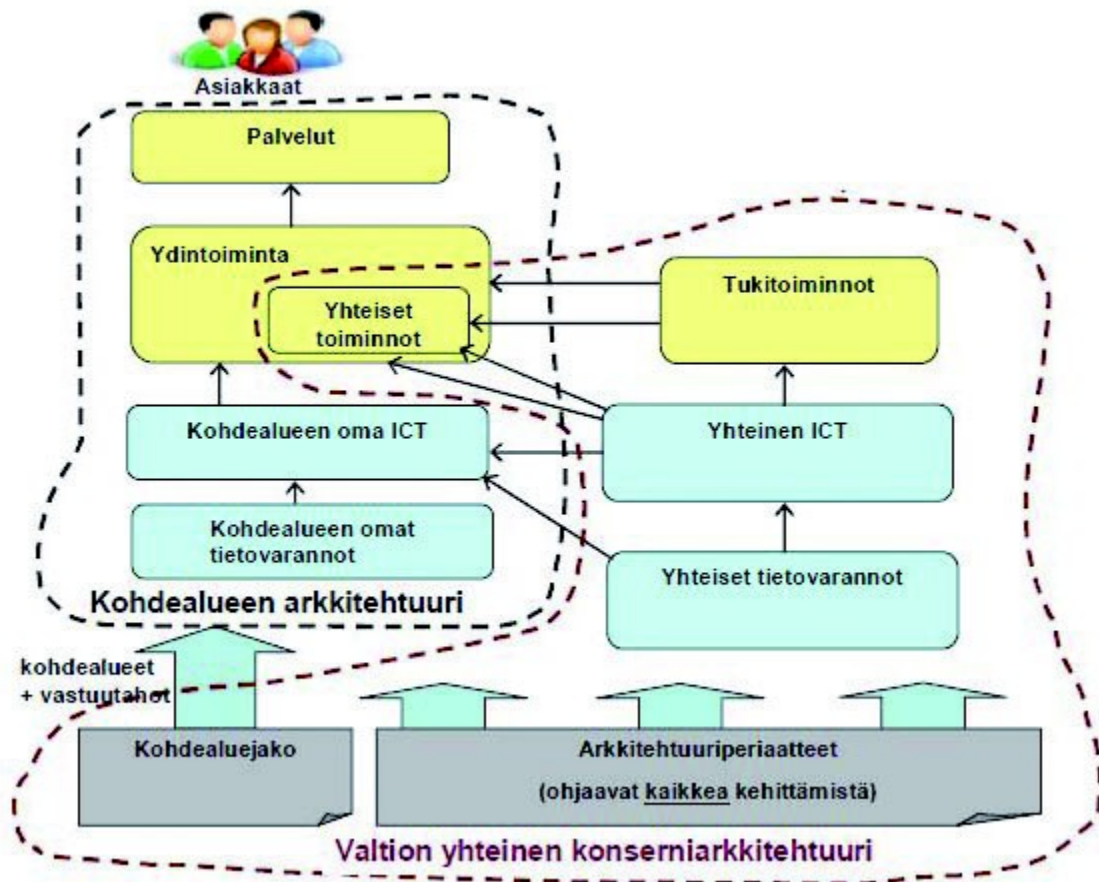 Asiakkaat
Palvelut
Ydintoiminta
Yhteiset
toiminnot
Tukitoiminnot
Kohdealueen oma ICT
Yhteinen ICT
Kohdealueen omat
tietovarannot
Yhteiset tietovarannot
Kohdealueen arkkitehtuuri
kohdealueet
+ vastuutahot
Kohdealuejako
Arkkitehtuuriperiaatteet
(ohjaavat kaikkea kehittämistä)
Valtion yhteinen konserniarkkitehtuuri